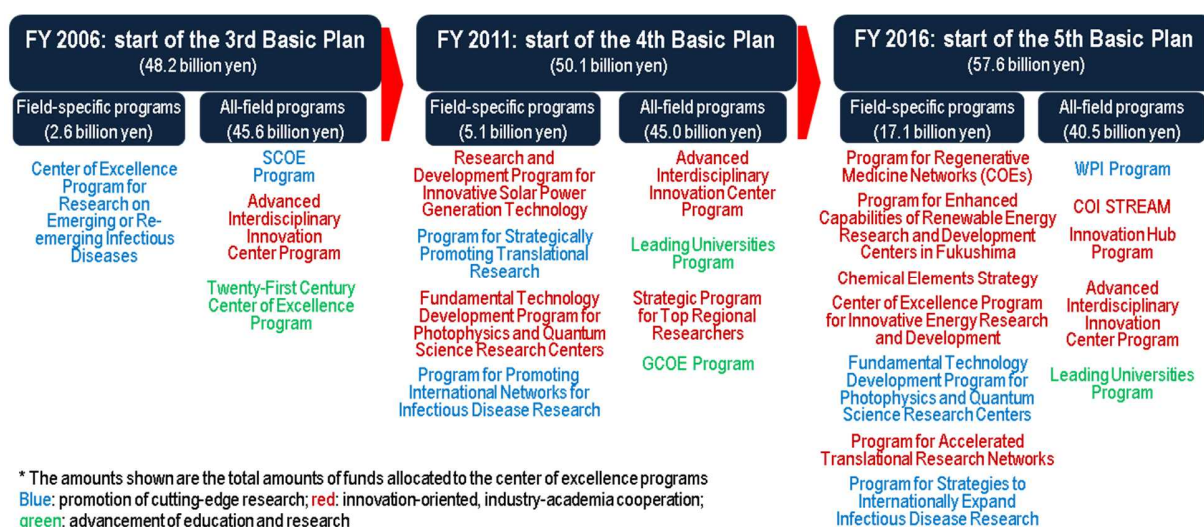 FY 2006: start of the 3rd Basic Plan
(48.2 billion yen)
Field-specific programs
(2.6 billion yen)
All-field programs
(45.6 billion yen)
Center of Excellence
Program for
Research on
Emerging or Re-
emerging Infectious
Diseases
SCOE
Program
Advanced
Interdisciplinary
Innovation
Center Program
Twenty-First Century
Center of Excellence
Program
FY 2011: start of the 4th Basic Plan
(50.1 billion yen)
Field-specific programs
(5.1 billion yen)
All-field programs
(45.0 billion yen)
Research and
Development Program for
Innovative Solar Power
Generation Technology
Program for Strategically
Promoting Translational
Research
Fundamental Technology
Development Program for
Photophysics and Quantum
Science Research Centers
Program for Promoting
International Networks for
Infectious Disease Research
Advanced
Interdisciplinary
Innovation Center
Program
Leading Universities
Program
Strategic Program
for Top Regional
Researchers
GCOE Program
FY 2016: start of the 5th Basic Plan
(57.6 billion yen)
Field-specific programs
(17.1 billion yen)
All-field programs
(40.5 billion yen)
Program for Regenerative
Medicine Networks (COEs)
Program for Enhanced
Capabilities of Renewable Energy
Research and Development
Centers in Fukushima
Chemical Elements Strategy
Center of Excellence Program
for Innovative Energy Research
and Development
Fundamental Technology
Development Program for
Photophysics and Quantum
Science Research Centers
Program for Accelerated
Translational Research Networks
Program for Strategies to
Internationally Expand
Infectious Disease Research
WPI Program
COI STREAM
Innovation Hub
Program
Advanced
Interdisciplinary
Innovation
Center Program
Leading Universities
Program
* The amounts shown are the total amounts of funds allocated to the center of excellence programs
Blue: promotion of cutting-edge research; red: innovation-oriented, industry-academia cooperation;
green: advancement of education and research